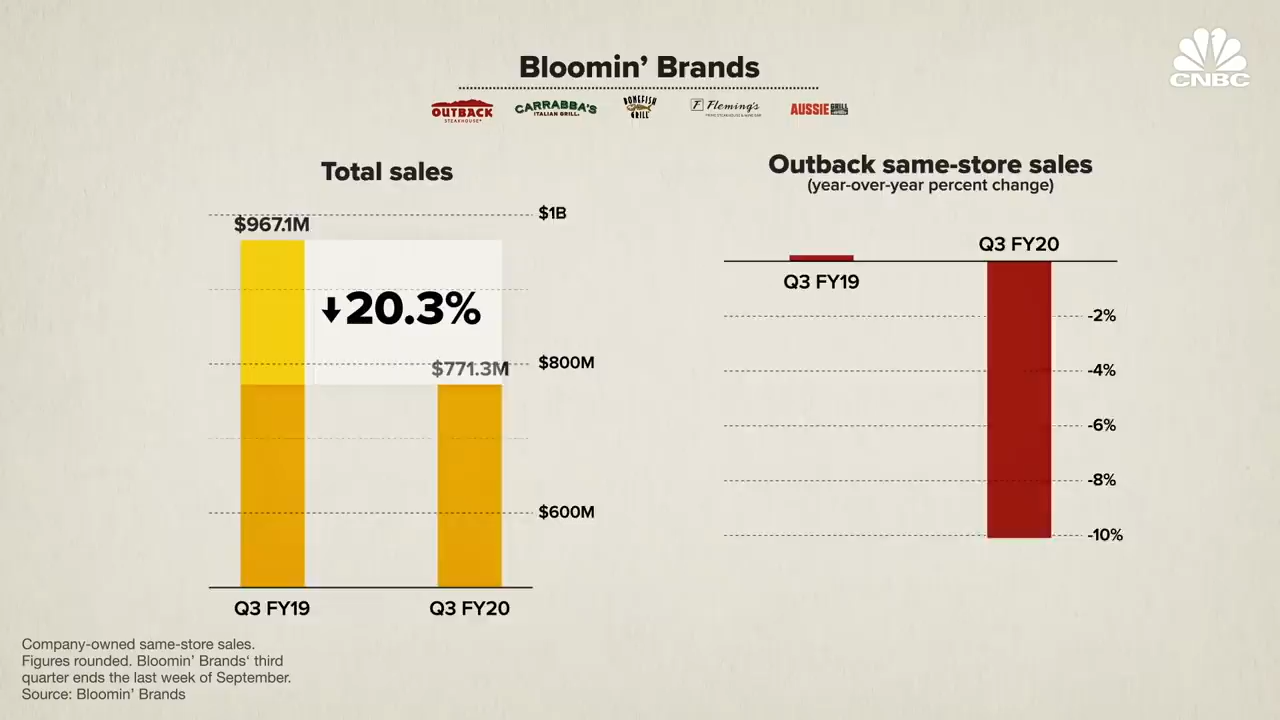 Bloomin’ Brands
CNBC
OUTBACK
STEAKHOUSE
CARRABBA'S
ITALIAN GRILL.
BONEFISH
GRILL
F Fleming's
AUSSIE GRILL
Total sales
$1B
$967.1M
↓20.3%
$800M
$771.3M
$600M
Q3 FY19
Q3 FY20
Outback same-store sales
(year-over-year percent change)
Q3 FY20
Q3 FY19
-2%
-4%
-6%
-8%
-10%
Company-owned same-store sales.
Figures rounded. Bloomin’ Brands‘ third
quarter ends the last week of September.
Source: Bloomin’ Brands